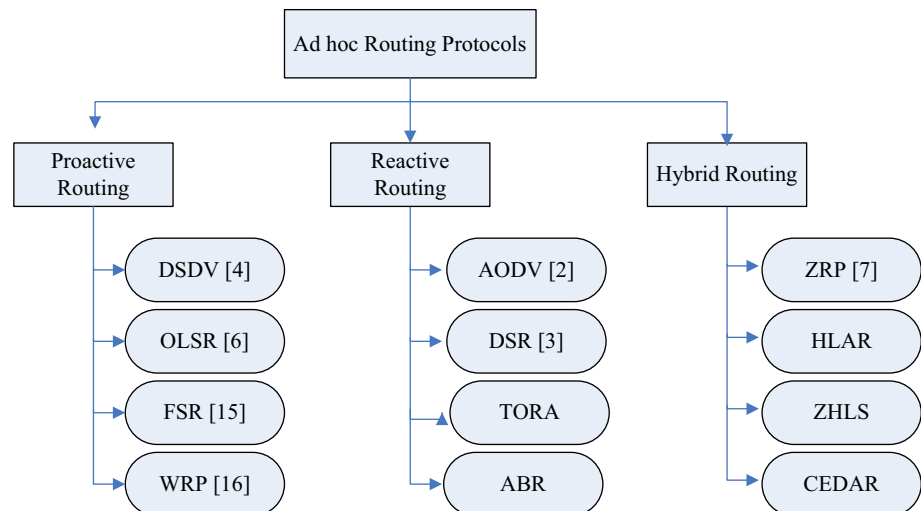 Ad hoc Routing Protocols
Proactive
Routing
Reactive
Routing
Hybrid Routing
DSDV [4]
OLSR [6]
FSR [15]
WRP [16]
AODV [2]
DSR [3]
TORA
ABR
ZRP [7]
HLAR
ZHLS
CEDAR